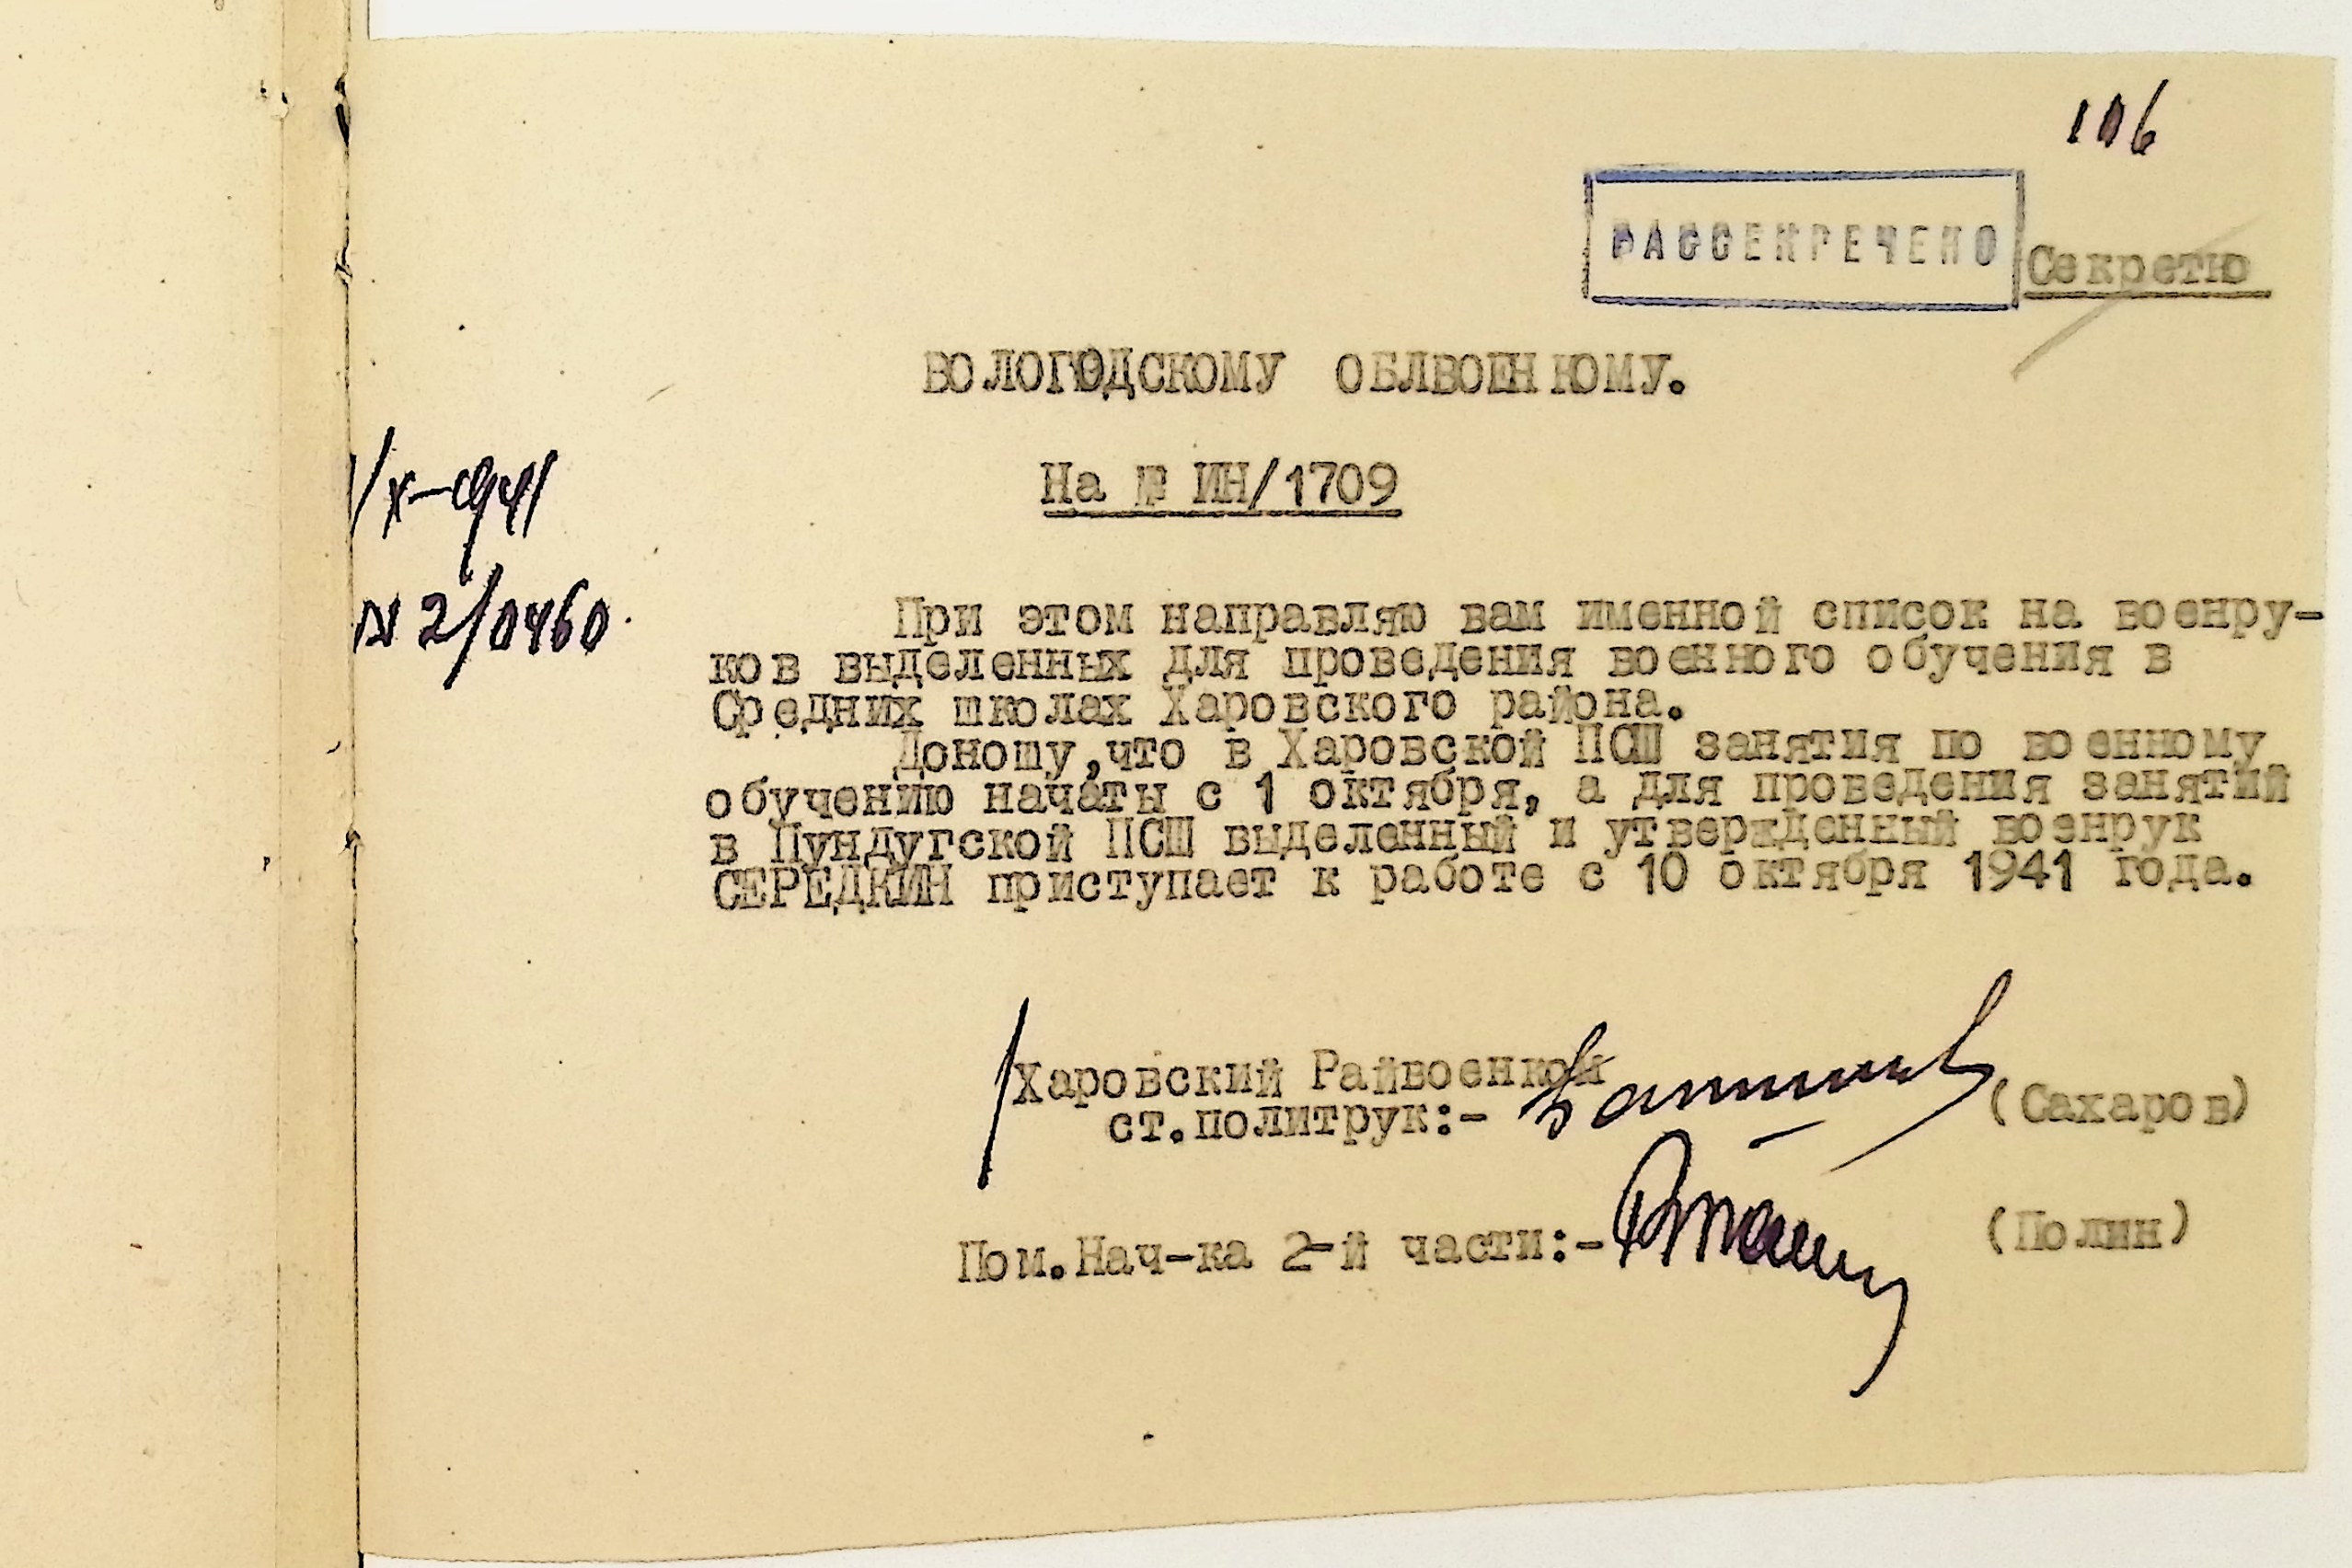 106
РАССЕКРЕЧЕНО
Секретно
ВОЛОГОДСКОМУ ОБЛВОЕНКОМУ.
На № ИН/1709
/X-1941
N 2/0460.
При этом направляю вам именной список на военру-
ков выделенных для проведения военного обучения в
Средних школах Харовского района.
Доношу,что в Харовской ПСШ занятия по военному
обучению начаты с 1 октября, а для проведения занятий
в Пундугской ПСШ выделенный и утвержденный военрук
СЕРЕДКИН приступает к работе с 10 октября 1941 года.
Харовский Райвоенком
ст.политрук:- (Сахаров)
Пом.Нач-ка 2-й части:- (Полин)